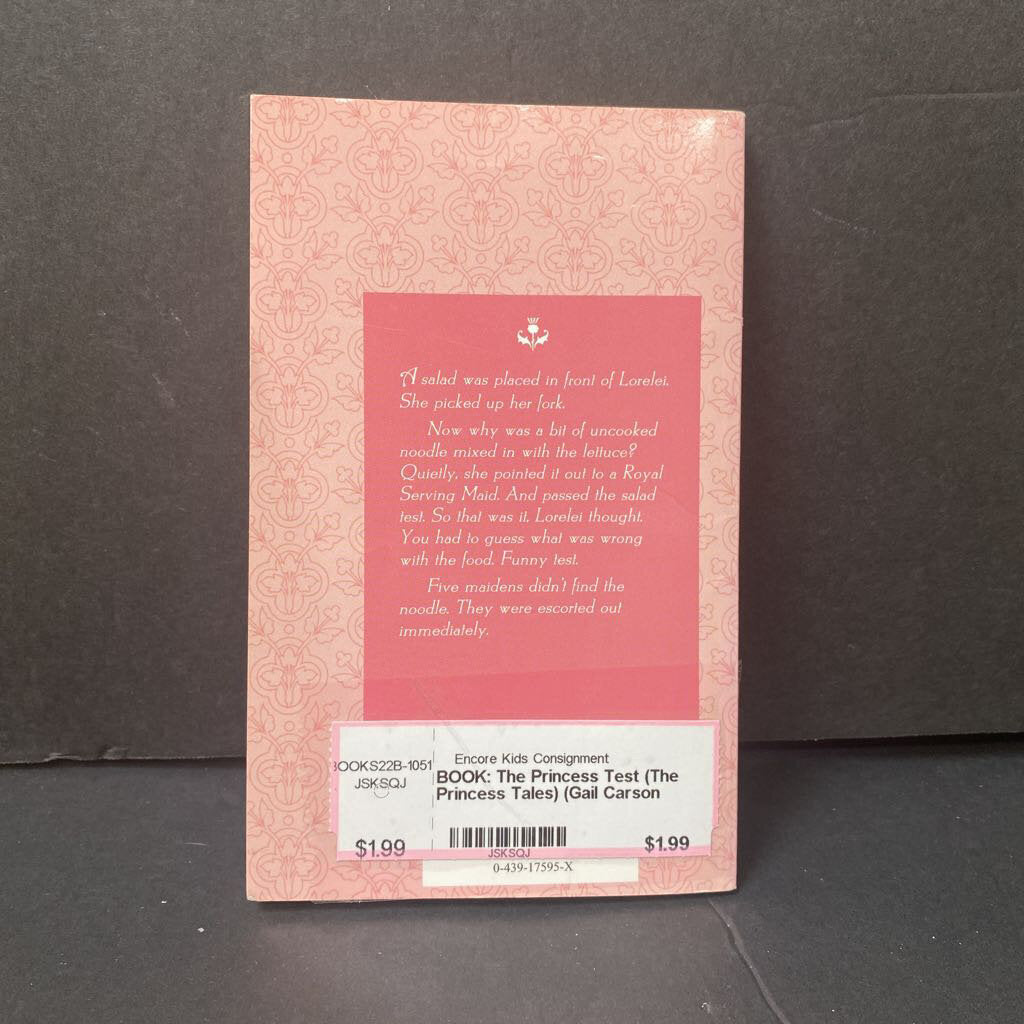 A salad was placed in front of Lorelei.
She picked up her fork.
Now why was a bit of uncooked
noodle mixed in with the lettuce?
Quietly, she pointed it out to a Royal
Serving Maid. And passed the salad
test. So that was it, Lorelei thought.
You had to guess what was wrong
with the food. Funny test.
Five maidens didn't find the
noodle. They were escorted out
immediately.
BOOKS22B-1051
JSKSQJ
$1.99
Encore Kids Consignment
BOOK: The Princess Test (The
Princess Tales) (Gail Carson
JSKSQJ
$1.99
0-439-17595-X